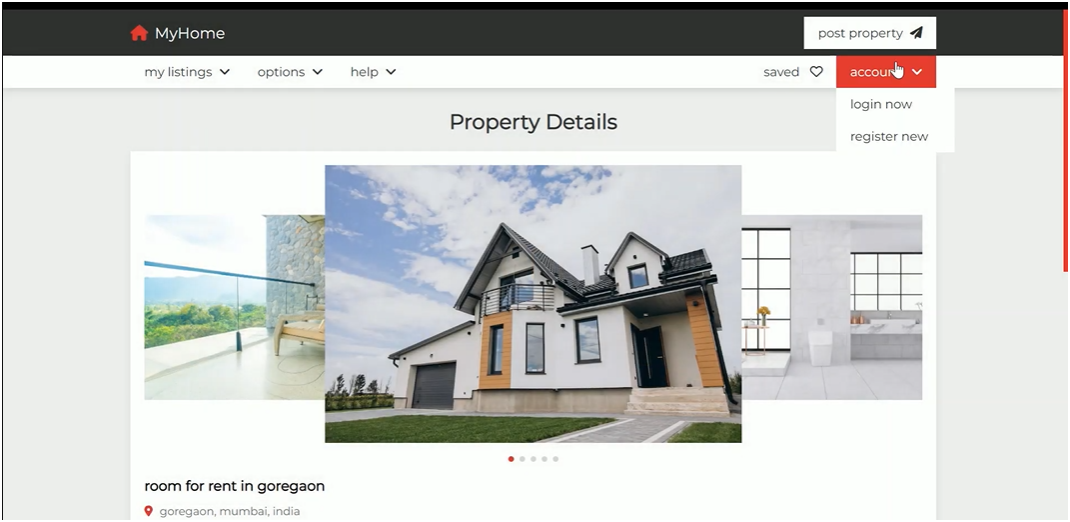 MyHome
post property
my listings options help saved account
login now
register new
Property Details
room for rent in goregaon
goregaon, mumbai, india